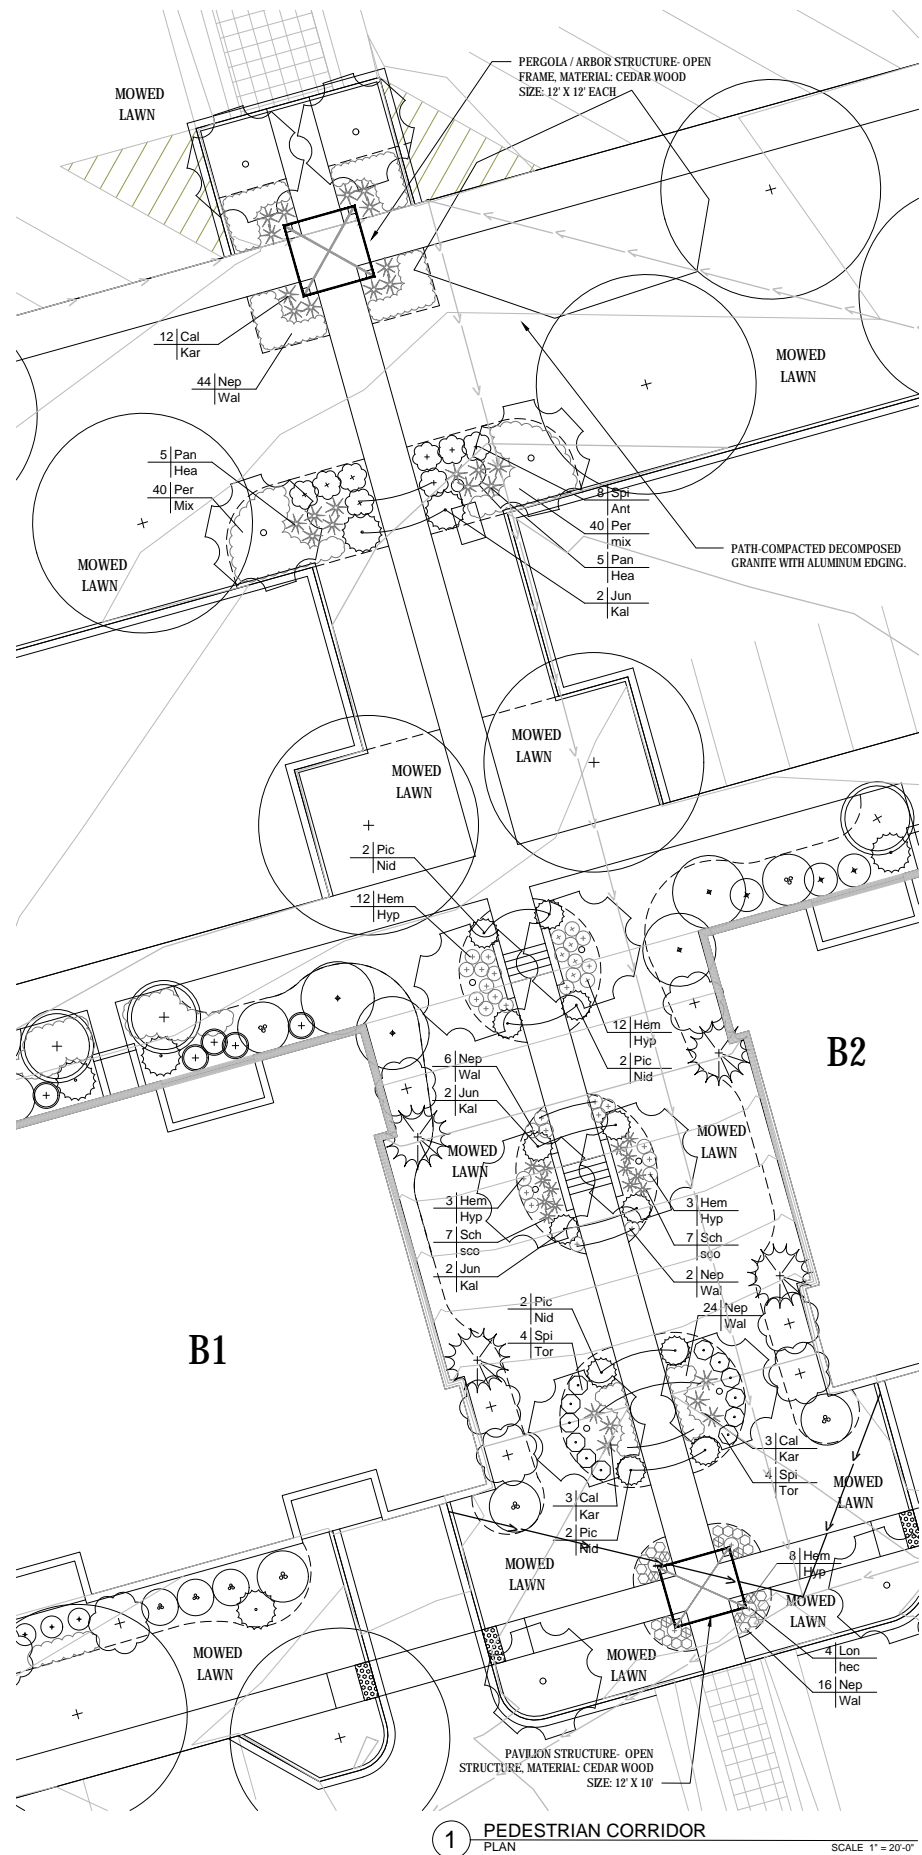 PERGOLA / ARBOR STRUCTURE- OPEN
FRAME, MATERIAL: CEDAR WOOD
SIZE: 12' X 12' EACH
MOWED
LAWN
12 Cal
Kar
44 Nep
Wal
MOWED
LAWN
5 Pan
Hea
40 Per
Mix
8 Spi
Ant
40 Per
mix
5 Pan
Hea
2 Jun
Kal
PATH-COMPACTED DECOMPOSED
GRANITE WITH ALUMINUM EDGING.
MOWED
LAWN
MOWED
LAWN
MOWED
LAWN
2 Pic
Nid
12 Hem
Hyp
12 Hem
Hyp
2 Pic
Nid
B2
6 Nep
Wal
2 Jun
Kal
MOWED
LAWN
MOWED
LAWN
3 Hem
Hyp
7 Sch
sco
2 Jun
Kal
3 Hem
Hyp
7 Sch
sco
2 Nep
Wal
B1
2 Pic
Nid
4 Spi
Tor
24 Nep
Wal
3 Cal
Kar
4 Spi
Tor
3 Cal
Kar
2 Pic
Nid
MOWED
LAWN
MOWED
LAWN
8 Hem
Hyp
MOWED
LAWN
MOWED
LAWN
MOWED
LAWN
4 Lon
hec
16 Nep
Wal
PAVILION STRUCTURE- OPEN
STRUCTURE, MATERIAL: CEDAR WOOD
SIZE: 12' X 10'
1 PEDESTRIAN CORRIDOR
PLAN SCALE 1" = 20'-0"